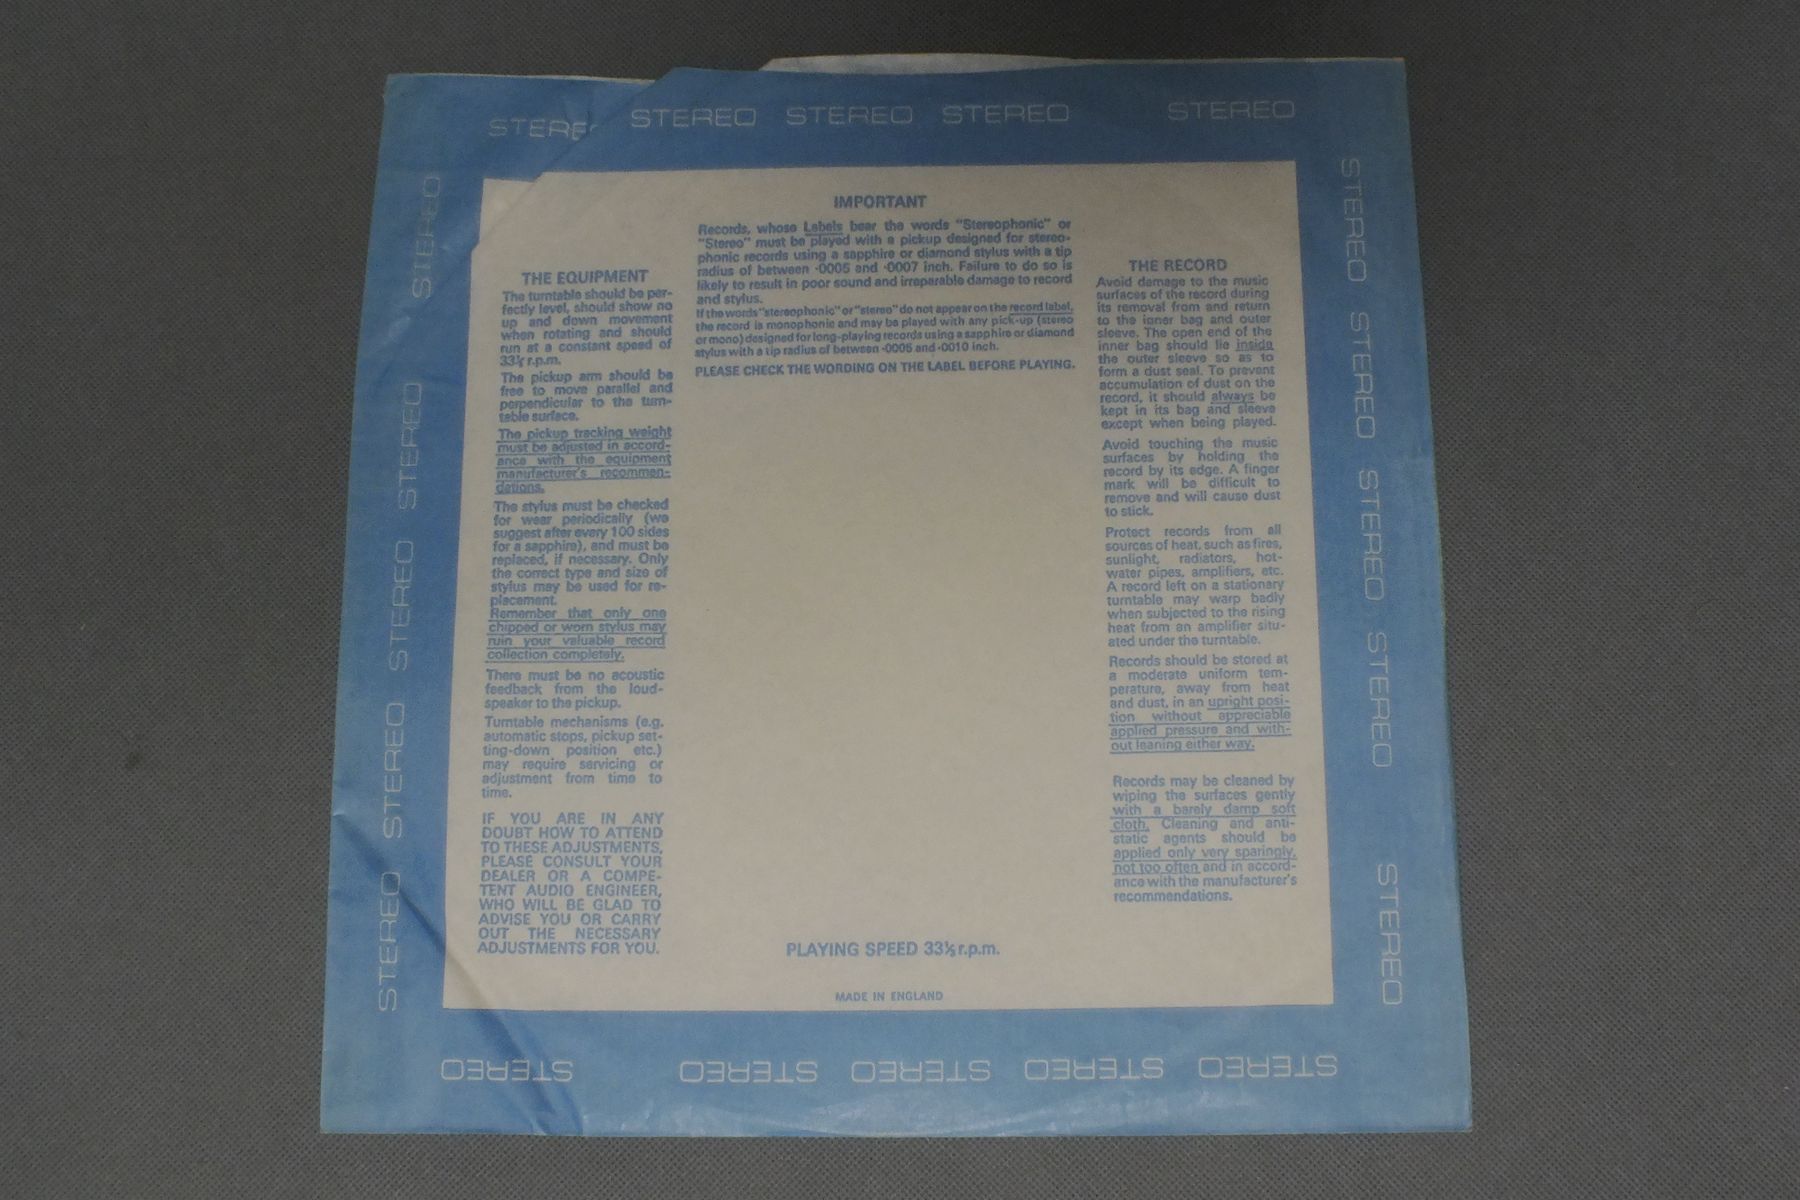 STEREO STEREO STEREO STEREO STEREO
IMPORTANT
Records, whose Labels bear the words "Stereophonic" or
"Stereo" must be played with a pickup designed for stereo-
phonic records using a sapphire or diamond stylus with a tip
radius of between ·0005 and ·0007 inch. Failure to do so is
likely to result in poor sound and irreparable damage to record
and stylus.
If the words "stereophonic" or "stereo" do not appear on the record label,
the record is monophonic and may be played with any pick-up (stereo
or mono) designed for long-playing records using a sapphire or diamond
stylus with a tip radius of between ·0005 and ·0010 inch.
PLEASE CHECK THE WORDING ON THE LABEL BEFORE PLAYING.
THE EQUIPMENT
The turntable should be per-
fectly level, should show no
up and down movement
when rotating and should
run at a constant speed of
33⅓ r.p.m.
The pickup arm should be
free to move parallel and
perpendicular to the turn-
table surface.
The pickup tracking weight
must be adjusted in accord-
ance with the equipment
manufacturer's recommen-
dations.
The stylus must be checked
for wear periodically (we
suggest after every 100 sides
for a sapphire), and must be
replaced, if necessary. Only
the correct type and size of
stylus may be used for re-
placement.
Remember that only one
chipped or worn stylus may
ruin your valuable record
collection completely.
There must be no acoustic
feedback from the loud-
speaker to the pickup.
Turntable mechanisms (e.g.
automatic stops, pickup set-
ting-down position etc.)
may require servicing or
adjustment from time to
time.
IF YOU ARE IN ANY
DOUBT HOW TO ATTEND
TO THESE ADJUSTMENTS,
PLEASE CONSULT YOUR
DEALER OR A COMPE-
TENT AUDIO ENGINEER,
WHO WILL BE GLAD TO
ADVISE YOU OR CARRY
OUT THE NECESSARY
ADJUSTMENTS FOR YOU.
THE RECORD
Avoid damage to the music
surfaces of the record during
its removal from and return
to the inner bag and outer
sleeve. The open end of the
inner bag should lie inside
the outer sleeve so as to
form a dust seal. To prevent
accumulation of dust on the
record, it should always be
kept in its bag and sleeve
except when being played.
Avoid touching the music
surfaces by holding the
record by its edge. A finger
mark will be difficult to
remove and will cause dust
to stick.
Protect records from all
sources of heat, such as fires,
sunlight, radiators, hot-
water pipes, amplifiers, etc.
A record left on a stationary
turntable may warp badly
when subjected to the rising
heat from an amplifier situ-
ated under the turntable.
Records should be stored at
a moderate uniform tem-
perature, away from heat
and dust, in an upright posi-
tion without appreciable
applied pressure and with-
out leaning either way.
Records may be cleaned by
wiping the surfaces gently
with a barely damp soft
cloth. Cleaning and anti-
static agents should be
applied only very sparingly,
not too often and in accord-
ance with the manufacturer's
recommendations.
PLAYING SPEED 33⅓ r.p.m.
MADE IN ENGLAND
STEREO STEREO STEREO STEREO STEREO
STEREO STEREO STEREO STEREO STEREO
STEREO STEREO STEREO STEREO STEREO